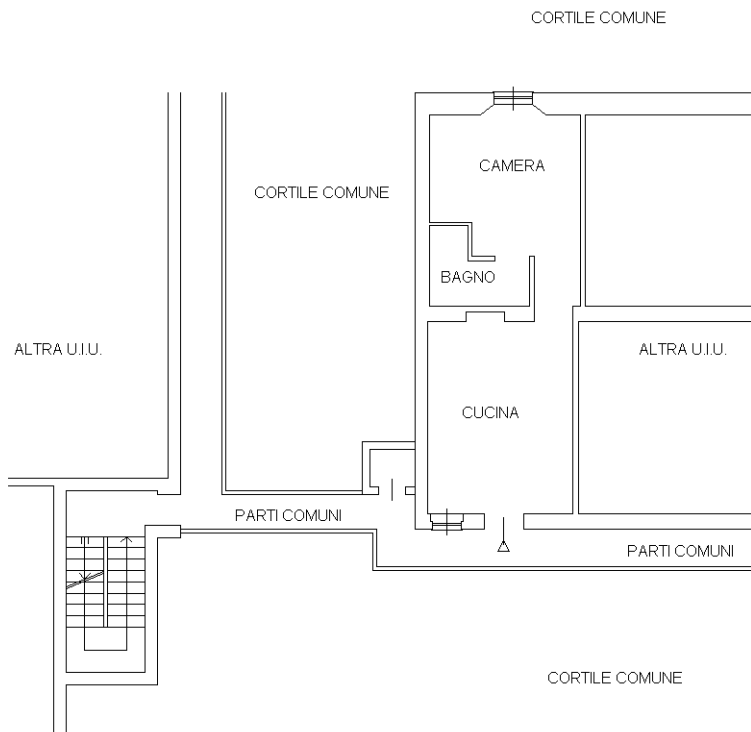 CORTILE COMUNE
CAMERA
CORTILE COMUNE
BAGNO
ALTRA U.I.U.
ALTRA U.I.U.
CUCINA
PARTI COMUNI
PARTI COMUNI
CORTILE COMUNE